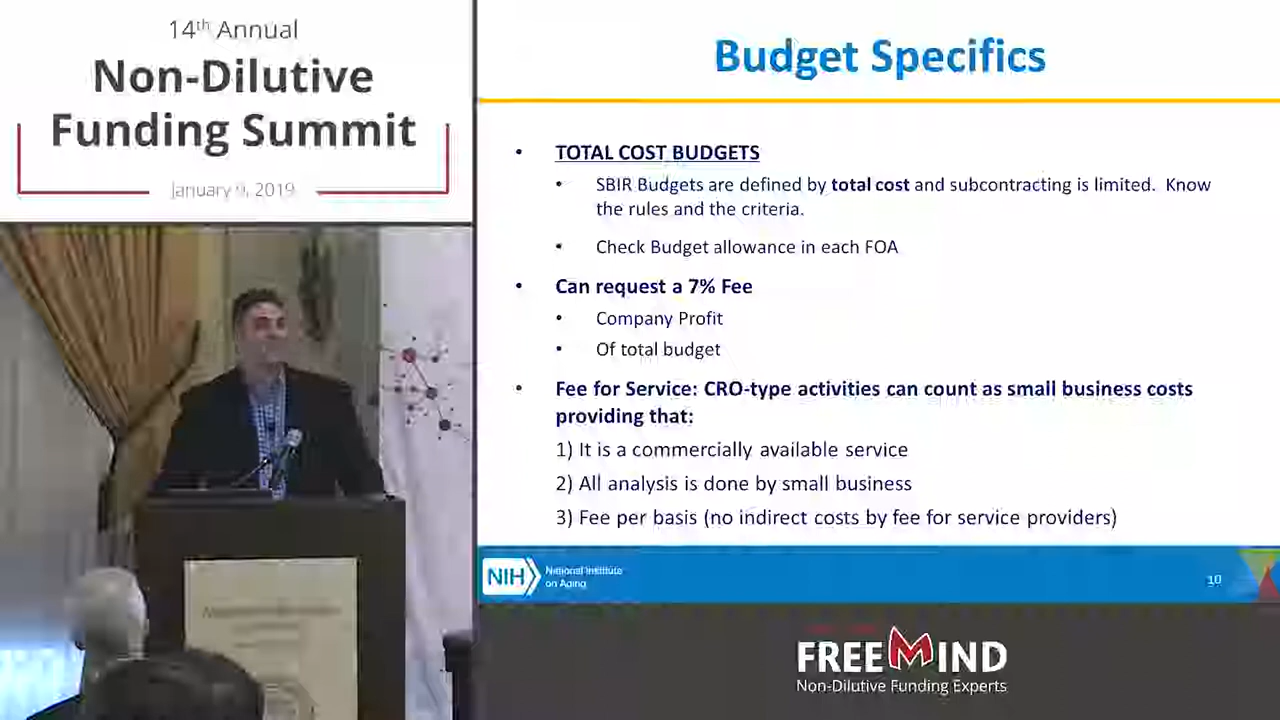 14th Annual
Non-Dilutive
Funding Summit
January 9, 2019
Budget Specifics
• TOTAL COST BUDGETS
• SBIR Budgets are defined by total cost and subcontracting is limited. Know
the rules and the criteria.
• Check Budget allowance in each FOA
• Can request a 7% Fee
• Company Profit
• Of total budget
• Fee for Service: CRO-type activities can count as small business costs
providing that:
1) It is a commercially available service
2) All analysis is done by small business
3) Fee per basis (no indirect costs by fee for service providers)
NIH
National Institute
on Aging
10
FREEMIND
Non-Dilutive Funding Experts